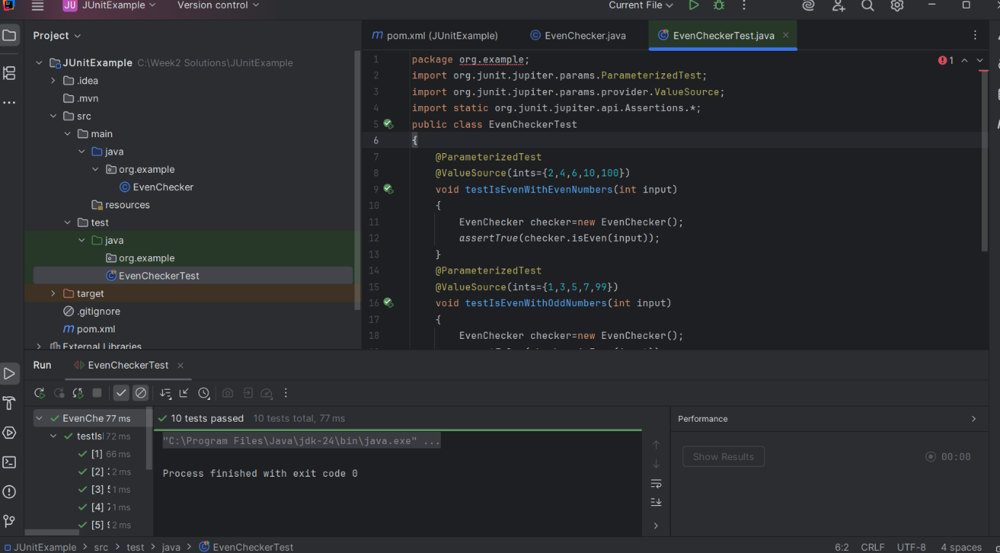 JU JUnitExample Version control Current File
Project
pom.xml (JUnitExample) EvenChecker.java EvenCheckerTest.java
JUnitExample C:\Week2 Solutions\JUnitExample
.idea
.mvn
src
main
java
org.example
EvenChecker
resources
test
java
org.example
EvenCheckerTest
target
.gitignore
pom.xml
External Libraries
1 package org.example;
1
2 import org.junit.jupiter.params.ParameterizedTest;
3 import org.junit.jupiter.params.provider.ValueSource;
4 import static org.junit.jupiter.api.Assertions.*;
5 public class EvenCheckerTest
6 {
7 @ParameterizedTest
8 @ValueSource(ints={2,4,6,10,100})
9 void testIsEvenWithEvenNumbers(int input)
10 {
11 EvenChecker checker=new EvenChecker();
12 assertTrue(checker.isEven(input));
13 }
14 @ParameterizedTest
15 @ValueSource(ints={1,3,5,7,99})
16 void testIsEvenWithOddNumbers(int input)
17 {
18 EvenChecker checker=new EvenChecker();
Run EvenCheckerTest
EvenChe 77 ms
testIs 72 ms
[1] 66 ms
[2] 2 ms
[3] 1 ms
[4] 1 ms
[5] 2 ms
10 tests passed 10 tests total, 77 ms
"C:\Program Files\Java\jdk-24\bin\java.exe" ...
Process finished with exit code 0
Performance
Show Results 00:00
JUnitExample > src > test > java > EvenCheckerTest 6:2 CRLF UTF-8 4 spaces